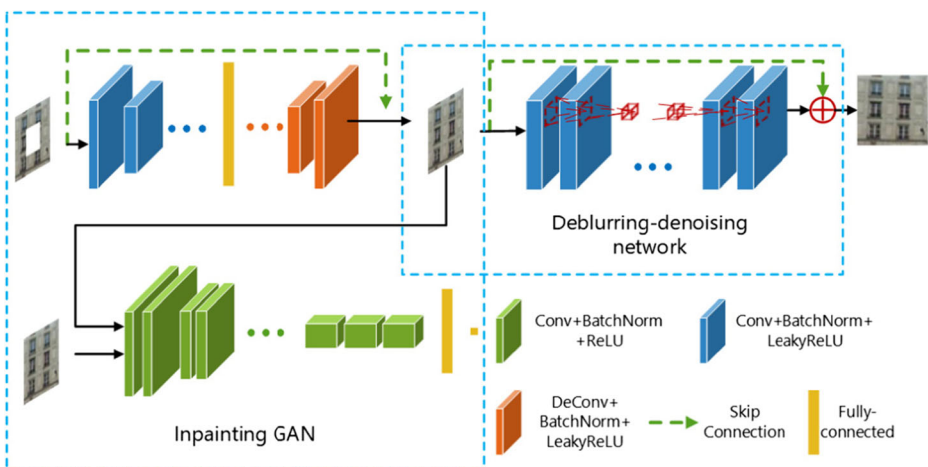 Deblurring-denoising
network
Inpainting GAN
Conv+BatchNorm
+ReLU
Conv+BatchNorm+
LeakyReLU
DeConv+
BatchNorm+
LeakyReLU
Skip
Connection
Fully-
connected